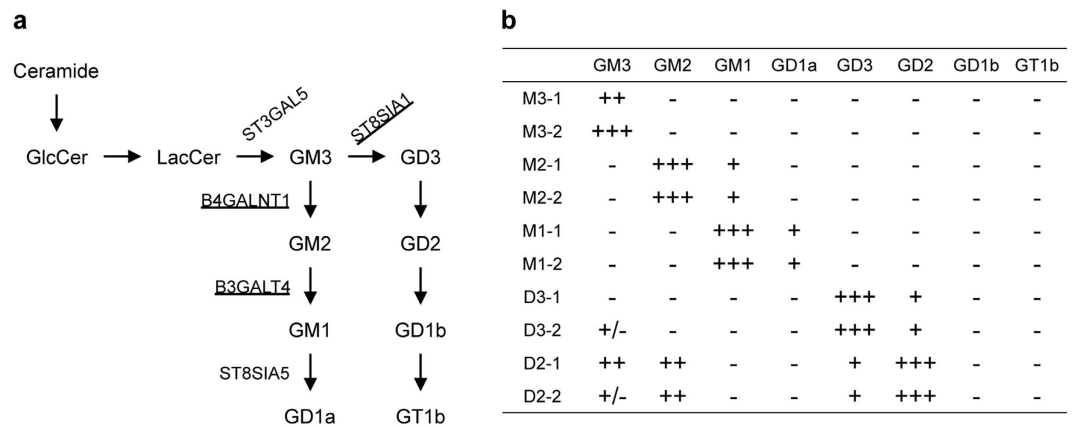 a
Ceramide
ST3GAL5
ST8SIA1
GlcCer
LacCer
GM3
GD3
B4GALNT1
GM2
GD2
B3GALT4
GM1
GD1b
ST8SIA5
GD1a
GT1b
b
GM3 GM2 GM1 GD1a GD3 GD2 GD1b GT1b
M3-1 ++ - - - - - - -
M3-2 +++ - - - - - - -
M2-1 - +++ + - - - - -
M2-2 - +++ + - - - - -
M1-1 - - +++ + - - - -
M1-2 - - +++ + - - - -
D3-1 - - - - +++ + - -
D3-2 +/- - - - +++ + - -
D2-1 ++ ++ - - + +++ - -
D2-2 +/- ++ - - + +++ - -